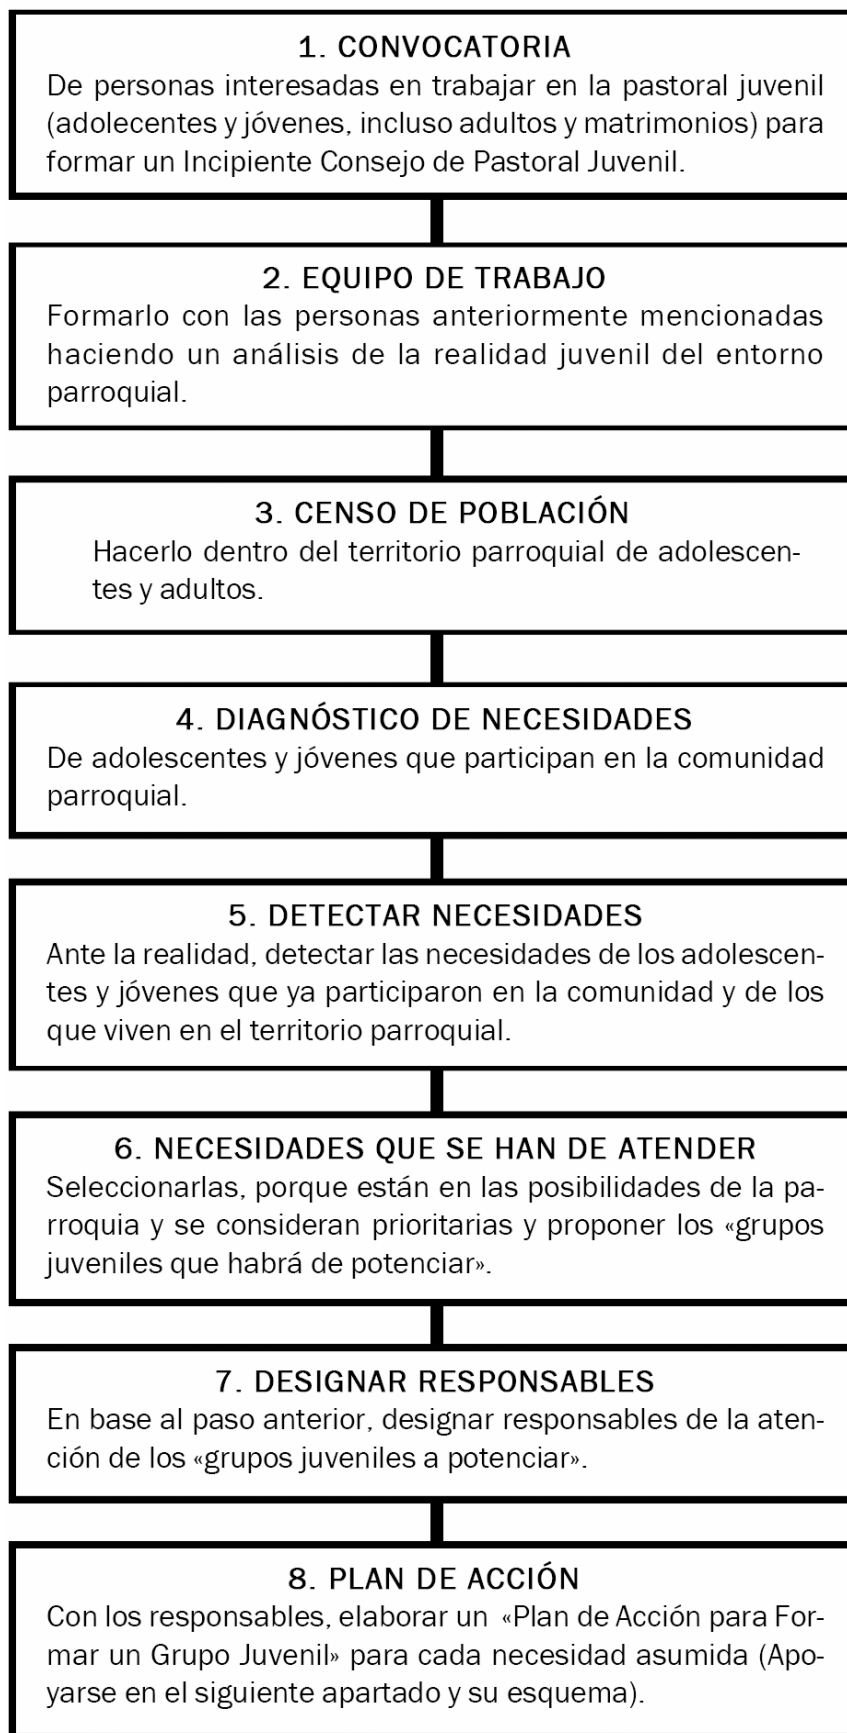 1. CONVOCATORIA
De personas interesadas en trabajar en la pastoral juvenil
(adolecentes y jóvenes, incluso adultos y matrimonios) para
formar un Incipiente Consejo de Pastoral Juvenil.
2. EQUIPO DE TRABAJO
Formarlo con las personas anteriormente mencionadas
haciendo un análisis de la realidad juvenil del entorno
parroquial.
3. CENSO DE POBLACIÓN
Hacerlo dentro del territorio parroquial de adolescen-
tes y adultos.
4. DIAGNÓSTICO DE NECESIDADES
De adolescentes y jóvenes que participan en la comunidad
parroquial.
5. DETECTAR NECESIDADES
Ante la realidad, detectar las necesidades de los adolescen-
tes y jóvenes que ya participaron en la comunidad y de los
que viven en el territorio parroquial.
6. NECESIDADES QUE SE HAN DE ATENDER
Seleccionarlas, porque están en las posibilidades de la pa-
rroquia y se consideran prioritarias y proponer los «grupos
juveniles que habrá de potenciar».
7. DESIGNAR RESPONSABLES
En base al paso anterior, designar responsables de la aten-
ción de los «grupos juveniles a potenciar».
8. PLAN DE ACCIÓN
Con los responsables, elaborar un «Plan de Acción para For-
mar un Grupo Juvenil» para cada necesidad asumida (Apo-
yarse en el siguiente apartado y su esquema).